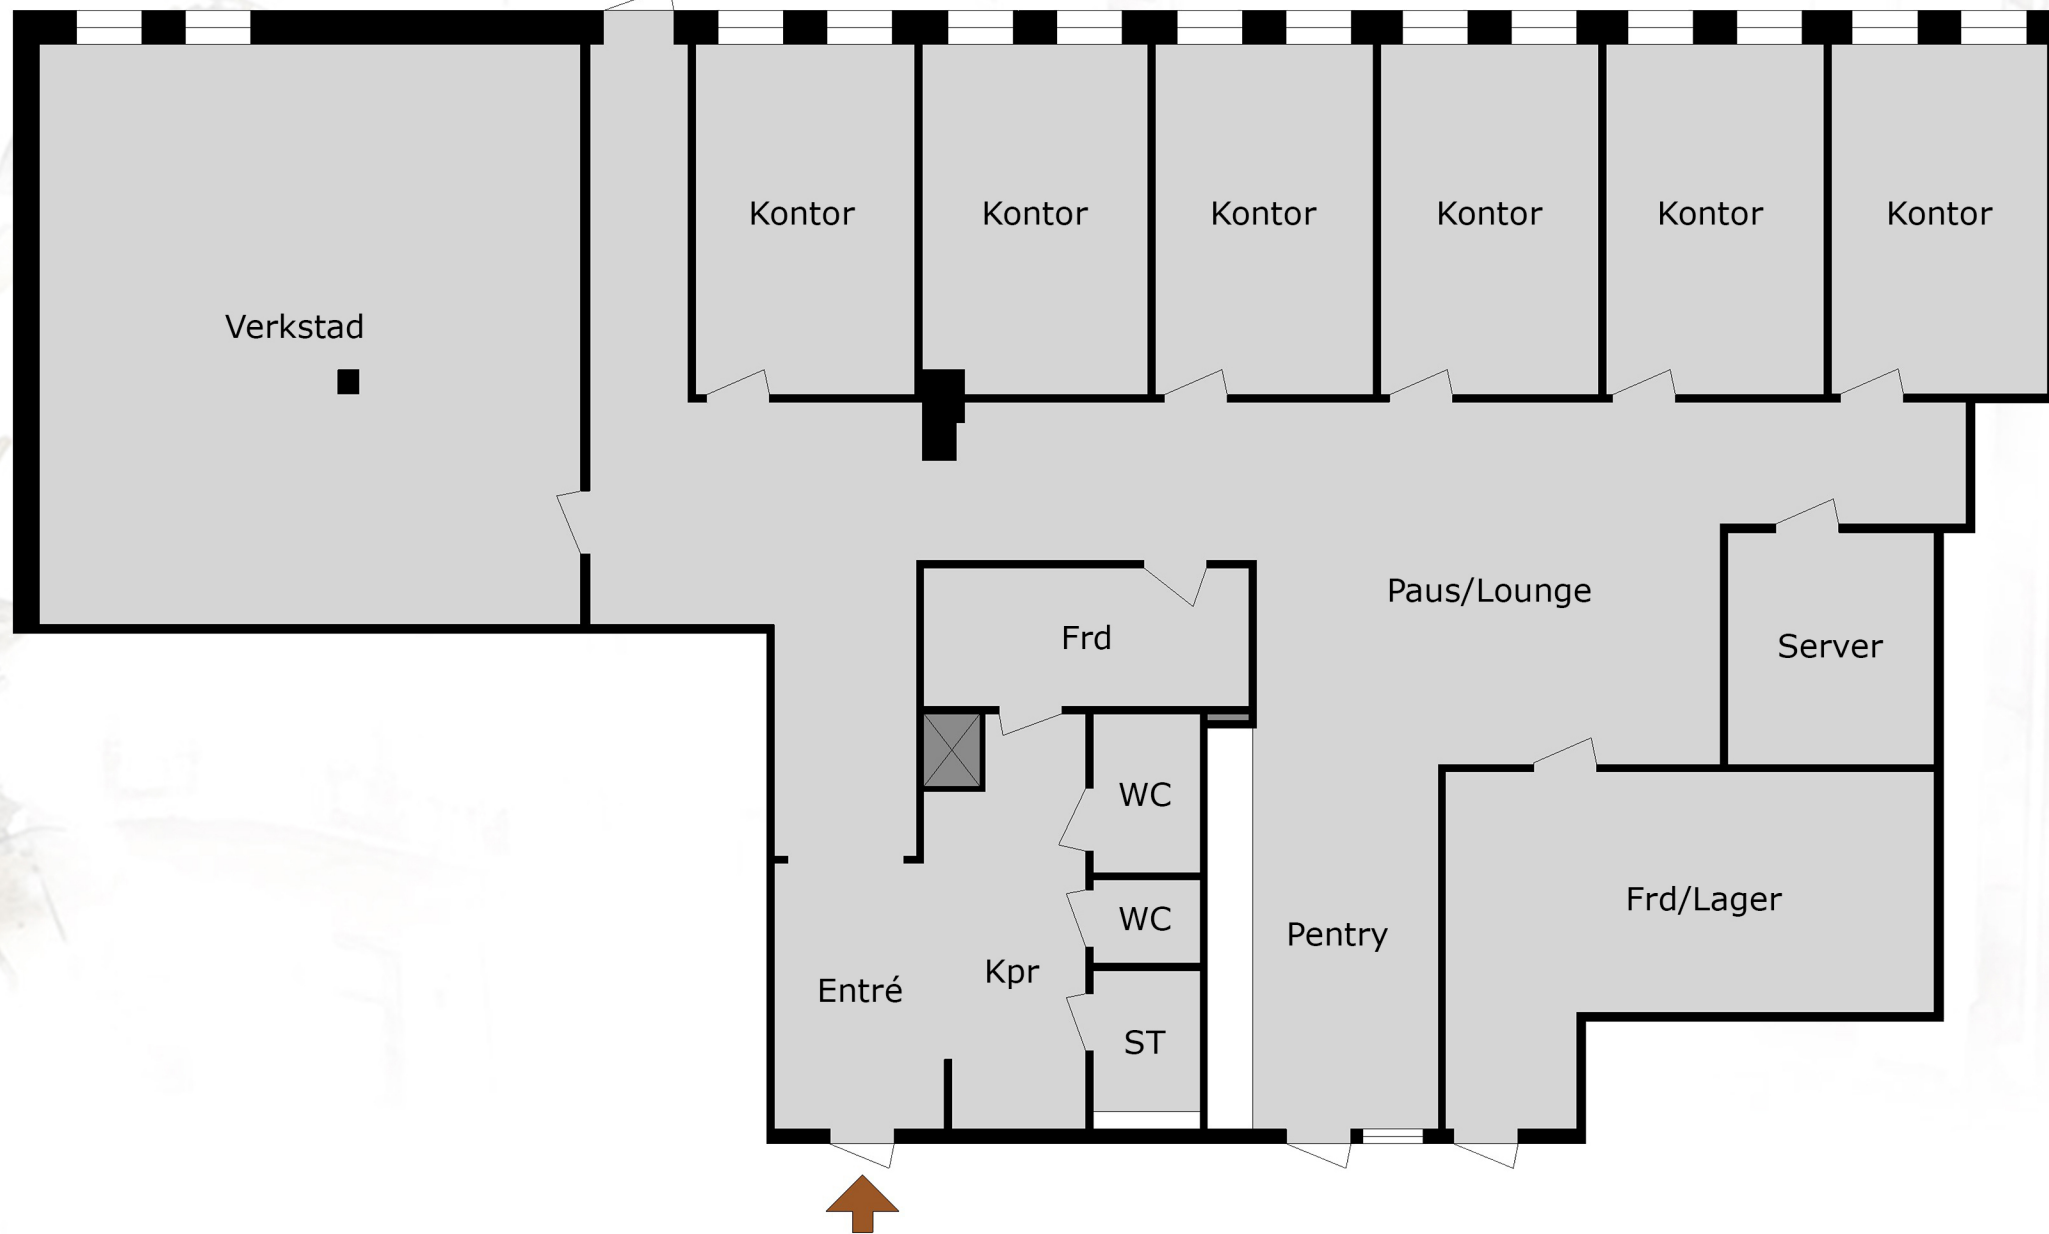 Kontor
Kontor
Kontor
Kontor
Kontor
Kontor
Verkstad
Paus/Lounge
Frd
Server
WC
Frd/Lager
WC
Pentry
Kpr
Entré
ST